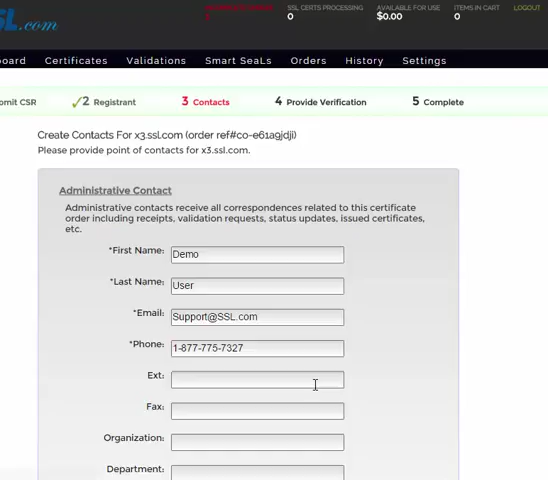 SSL.com
SSL CERTS PROCESSING
0
AVAILABLE FOR USE
$0.00
ITEMS IN CART
0
LOGOUT
board Certificates Validations Smart SeaLs Orders History Settings
omit CSR 2 Registrant 3 Contacts 4 Provide Verification 5 Complete
Create Contacts For x3.ssl.com (order ref#co-e61a9jdji)
Please provide point of contacts for x3.ssl.com.
Administrative Contact
Administrative contacts receive all correspondences related to this certificate
order including receipts, validation requests, status updates, issued certificates,
etc.
*First Name: Demo
*Last Name: User
*Email: Support@SSL.com
*Phone: 1-877-775-7327
Ext:
Fax:
Organization:
Department: